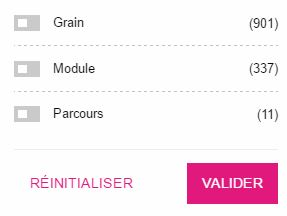 Grain (901)
Module (337)
Parcours (11)
RÉINITIALISER VALIDER